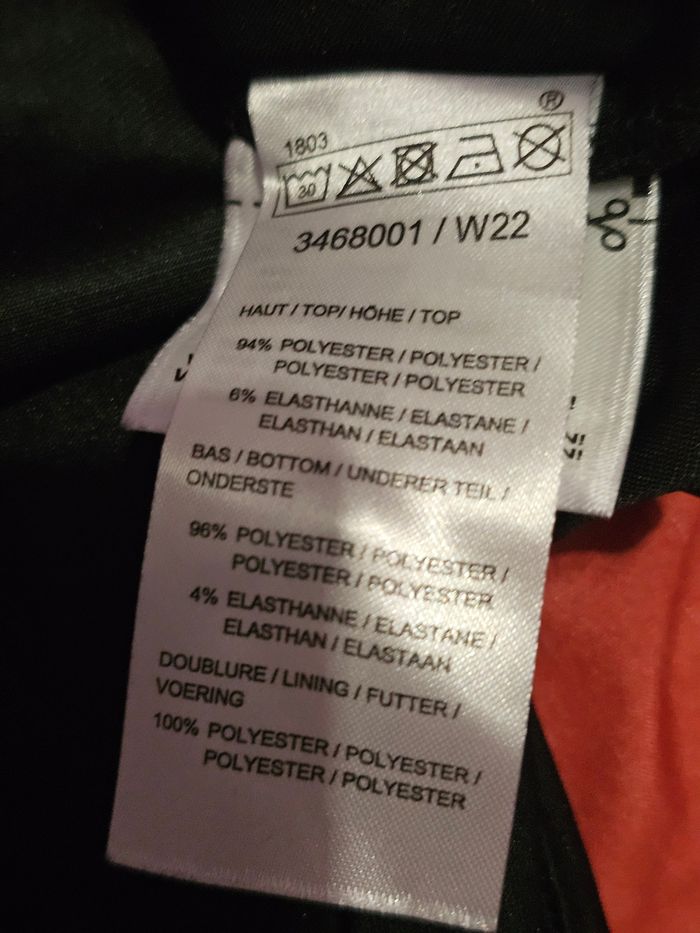 ®
1803
30
3468001 / W22
HAUT / TOP/ HÖHE / TOP
94% POLYESTER / POLYESTER /
POLYESTER / POLYESTER
6% ELASTHANNE / ELASTANE /
ELASTHAN / ELASTAAN
BAS / BOTTOM / UNDERER TEIL /
ONDERSTE
96% POLYESTER / POLYESTER /
POLYESTER / POLYESTER
4% ELASTHANNE / ELASTANE /
ELASTHAN / ELASTAAN
DOUBLURE / LINING / FUTTER /
VOERING
100% POLYESTER / POLYESTER /
POLYESTER / POLYESTER